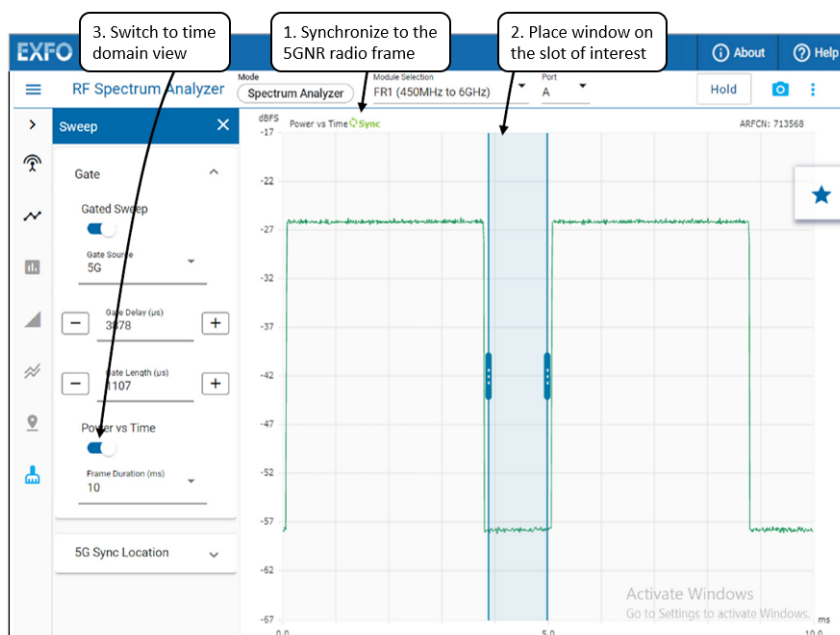 3. Switch to time
domain view
1. Synchronize to the
5GNR radio frame
2. Place window on
the slot of interest
EXFO
About
Help
RF Spectrum Analyzer
Mode
Spectrum Analyzer
Module Selection
FR1 (450MHz to 6GHz)
Port
A
Hold
Sweep
dBFS
Power vs Time
Sync
ARFCN: 713568
Gate
Gated Sweep
Gate Source
5G
Gate Delay (µs)
3878
Gate Length (µs)
1107
Power vs Time
Frame Duration (ms)
10
5G Sync Location
-17
-22
-27
-32
-37
-42
-47
-52
-57
-62
-67
0.0
5.0
10.0
ms
Activate Windows
Go to Settings to activate Windows.